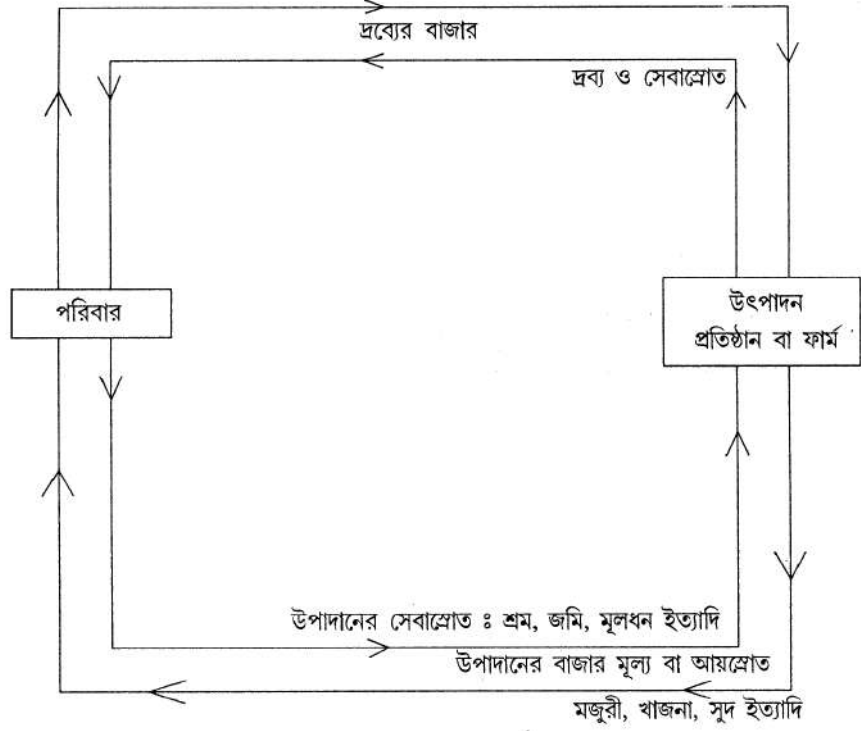 দ্রব্যের বাজার
দ্রব্য ও সেবাস্রোত
পরিবার
উৎপাদন
প্রতিষ্ঠান বা ফার্ম
উপাদানের সেবাস্রোত ঃ শ্রম, জমি, মূলধন ইত্যাদি
উপাদানের বাজার মূল্য বা আয়স্রোত
মজুরী, খাজনা, সুদ ইত্যাদি